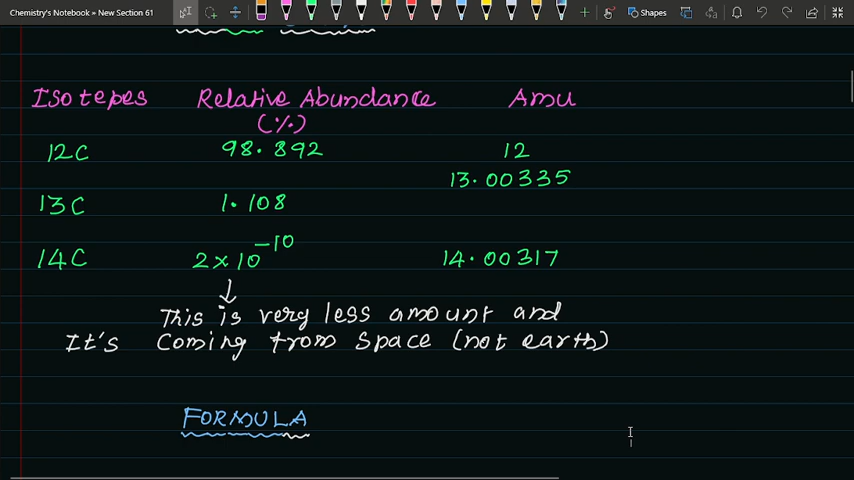 Chemistry's Notebook » New Section 61
Shapes
Isotepes Relative Abundance Amu
(%)
12C 98.892 12
13.00335
13C 1.108
14C 2×10⁻¹⁰ 14.00317
This is very less amount and
It's Coming from Space (not earth)
FORMULA